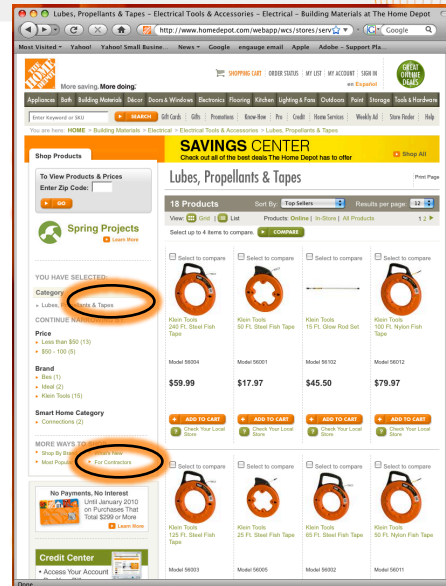 Lubes, Propellants & Tapes – Electrical Tools & Accessories – Electrical – Building Materials at The Home Depot
http://www.homedepot.com/webapp/wcs/stores/serv
Google
Most Visited Yahoo! Yahoo! Small Busine... News Google engauge email Apple Adobe - Support Pla...
SHOPPING CART ORDER STATUS MY LIST MY ACCOUNT SIGN IN
en Español
GREAT ONLINE DEALS
More saving. More doing.
Appliances Bath Building Materials Décor Doors & Windows Electronics Flooring Kitchen Lighting & Fans Outdoors Paint Storage Tools & Hardware
Enter Keyword or SKU SEARCH Gift Cards Gifts Promotions Know-How Pro Credit Home Services Weekly Ad Store Finder Help
You are here: HOME > Building Materials > Electrical > Electrical Tools & Accessories > Lubes, Propellants & Tapes
Shop Products
SAVINGS CENTER
Check out all of the best deals The Home Depot has to offer
Shop All
To View Products & Prices
Enter Zip Code:
GO
Lubes, Propellants & Tapes
Print Page
18 Products Sort By: Top Sellers Results per page: 12
View: Grid | List Products: Online | In-Store | All Products 1 2
Select up to 4 items to compare. COMPARE
Spring Projects
Learn More
YOU HAVE SELECTED:
Category
Lubes, Propellants & Tapes
CONTINUE
Price
Less than $50 (13)
$50 - 100 (5)
Brand
Bes (1)
Ideal (2)
Klein Tools (15)
Smart Home Category
Connections (2)
MORE WAYS TO
Shop By
What's New
Most
For Contractors
No Payments, No Interest
Until January 2010
on Purchases That
Total $299 or More
Learn More
Credit Center
Access Your Account
Select to compare Select to compare Select to compare Select to compare
Klein Tools
240 Ft. Steel Fish
Tape
Model 56004
$59.99
ADD TO CART
Check Your Local
Store
Klein Tools
50 Ft. Steel Fish
Tape
Model 56001
$17.97
ADD TO CART
Check Your Local
Store
Klein Tools
15 Ft. Glow Rod Set
Model 56102
$45.50
ADD TO CART
Check Your Local
Store
Klein Tools
100 Ft. Nylon Fish
Tape
Model 56012
$79.97
ADD TO CART
Check Your Local
Store
Select to compare Select to compare Select to compare Select to compare
Klein Tools
125 Ft. Steel Fish
Tape
Model 56003
Klein Tools
25 Ft. Steel Fish
Tape
Model 56005
Klein Tools
65 Ft. Steel Fish Tape
Model 56002
Klein Tools
50 Ft. Nylon Fish Tape
Model 56011
Done